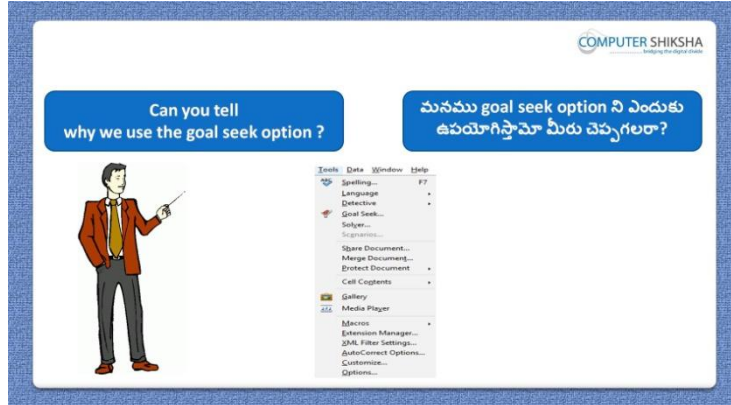 COMPUTER SHIKSHA
bridging the digital divide
Can you tell
why we use the goal seek option ?
మనము goal seek option ని ఎందుకు
ఉపయోగిస్తామో మీరు చెప్పగలరా?
Tools Data Window Help
Spelling... F7
Language
Detective
Goal Seek...
Solver...
Scenarios...
Share Document...
Merge Document...
Protect Document
Cell Contents
Gallery
Media Player
Macros
Extension Manager...
XML Filter Settings...
AutoCorrect Options...
Customize...
Options...